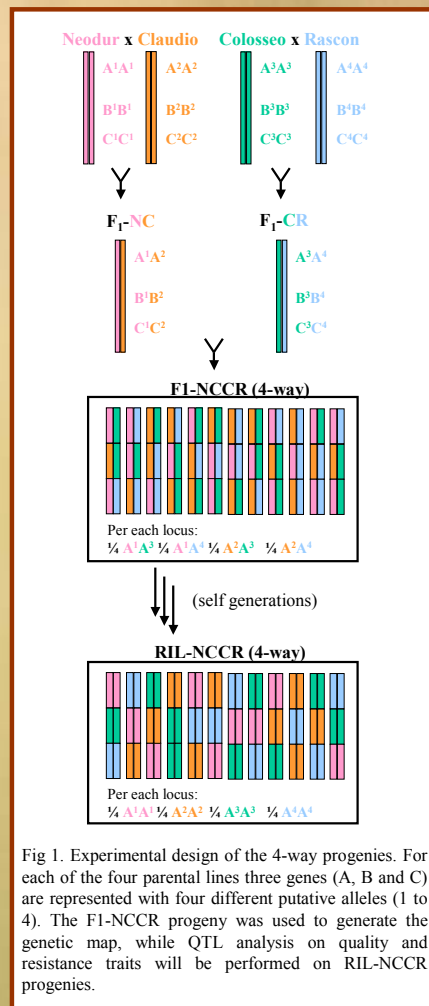 Neodur x Claudio Colosseo x Rascon
A¹A¹ A²A² A³A³ A⁴A⁴
B¹B¹ B²B² B³B³ B⁴B⁴
C¹C¹ C²C² C³C³ C⁴C⁴
F₁-NC F₁-CR
A¹A² A³A⁴
B¹B² B³B⁴
C¹C² C³C⁴
F1-NCCR (4-way)
Per each locus:
¼ A¹A³ ¼ A¹A⁴ ¼ A²A³ ¼ A²A⁴
(self generations)
RIL-NCCR (4-way)
Per each locus:
¼ A¹A¹ ¼ A²A² ¼ A³A³ ¼ A⁴A⁴
Fig 1. Experimental design of the 4-way progenies. For
each of the four parental lines three genes (A, B and C)
are represented with four different putative alleles (1 to
4). The F1-NCCR progeny was used to generate the
genetic map, while QTL analysis on quality and
resistance traits will be performed on RIL-NCCR
progenies.